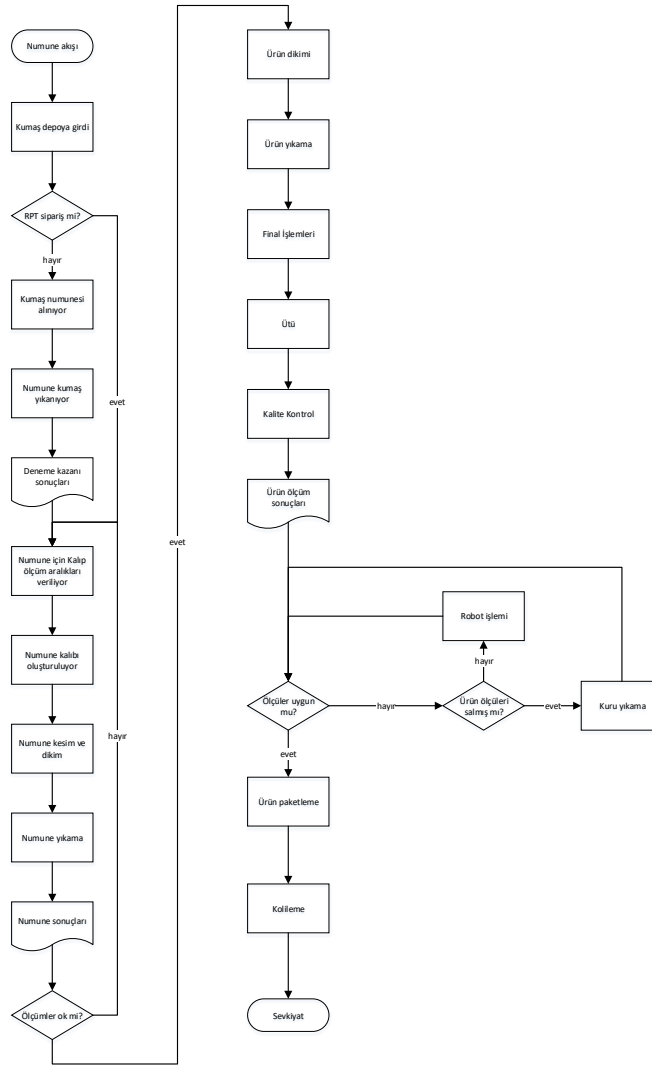 Numune akışı
Kumaş depoya girdi
RPT sipariş mi?
hayır
evet
Kumaş numunesi
alınıyor
Numune kumaş
yıkanıyor
Deneme kazanı
sonuçları
Numune için Kalıp
ölçüm aralıkları
veriliyor
Numune kalıbı
oluşturuluyor
Numune kesim ve
dikim
Numune yıkama
Numune sonuçları
Ölçümler ok mi?
hayır
evet
Ürün dikimi
Ürün yıkama
Final İşlemleri
Ütü
Kalite Kontrol
Ürün ölçüm
sonuçları
Ölçüler uygun
mu?
hayır
Ürün ölçüleri
salmış mı?
hayır
Robot işlemi
evet
Kuru yıkama
evet
Ürün paketleme
Kolileme
Sevkiyat